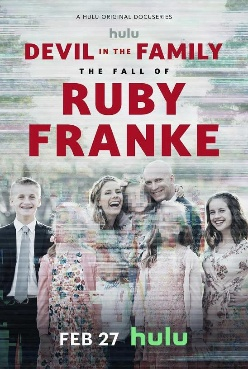 A HULU ORIGINAL DOCUSERIES
hulu
DEVIL IN THE FAMILY
THE FALL OF
RUBY
FRANKE
FEB 27 hulu